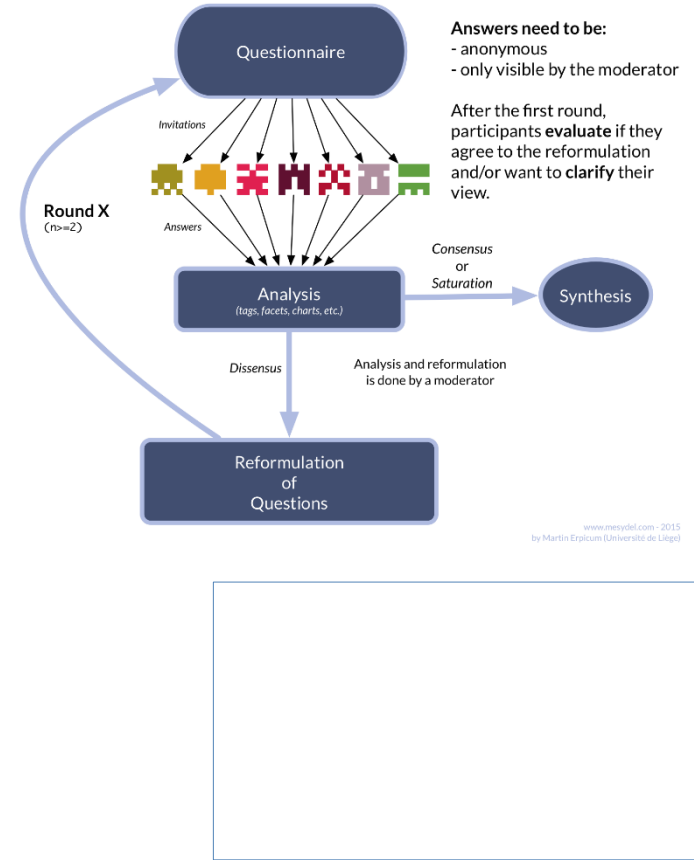 Questionnaire
Answers need to be:
- anonymous
- only visible by the moderator
After the first round,
participants evaluate if they
agree to the reformulation
and/or want to clarify their
view.
Invitations
Round X
(n>=2)
Answers
Analysis
(tags, facets, charts, etc.)
Consensus
or
Saturation
Synthesis
Dissensus
Analysis and reformulation
is done by a moderator
Reformulation
of
Questions
www.mesydel.com - 2015
by Martin Erpicum (Université de Liège)